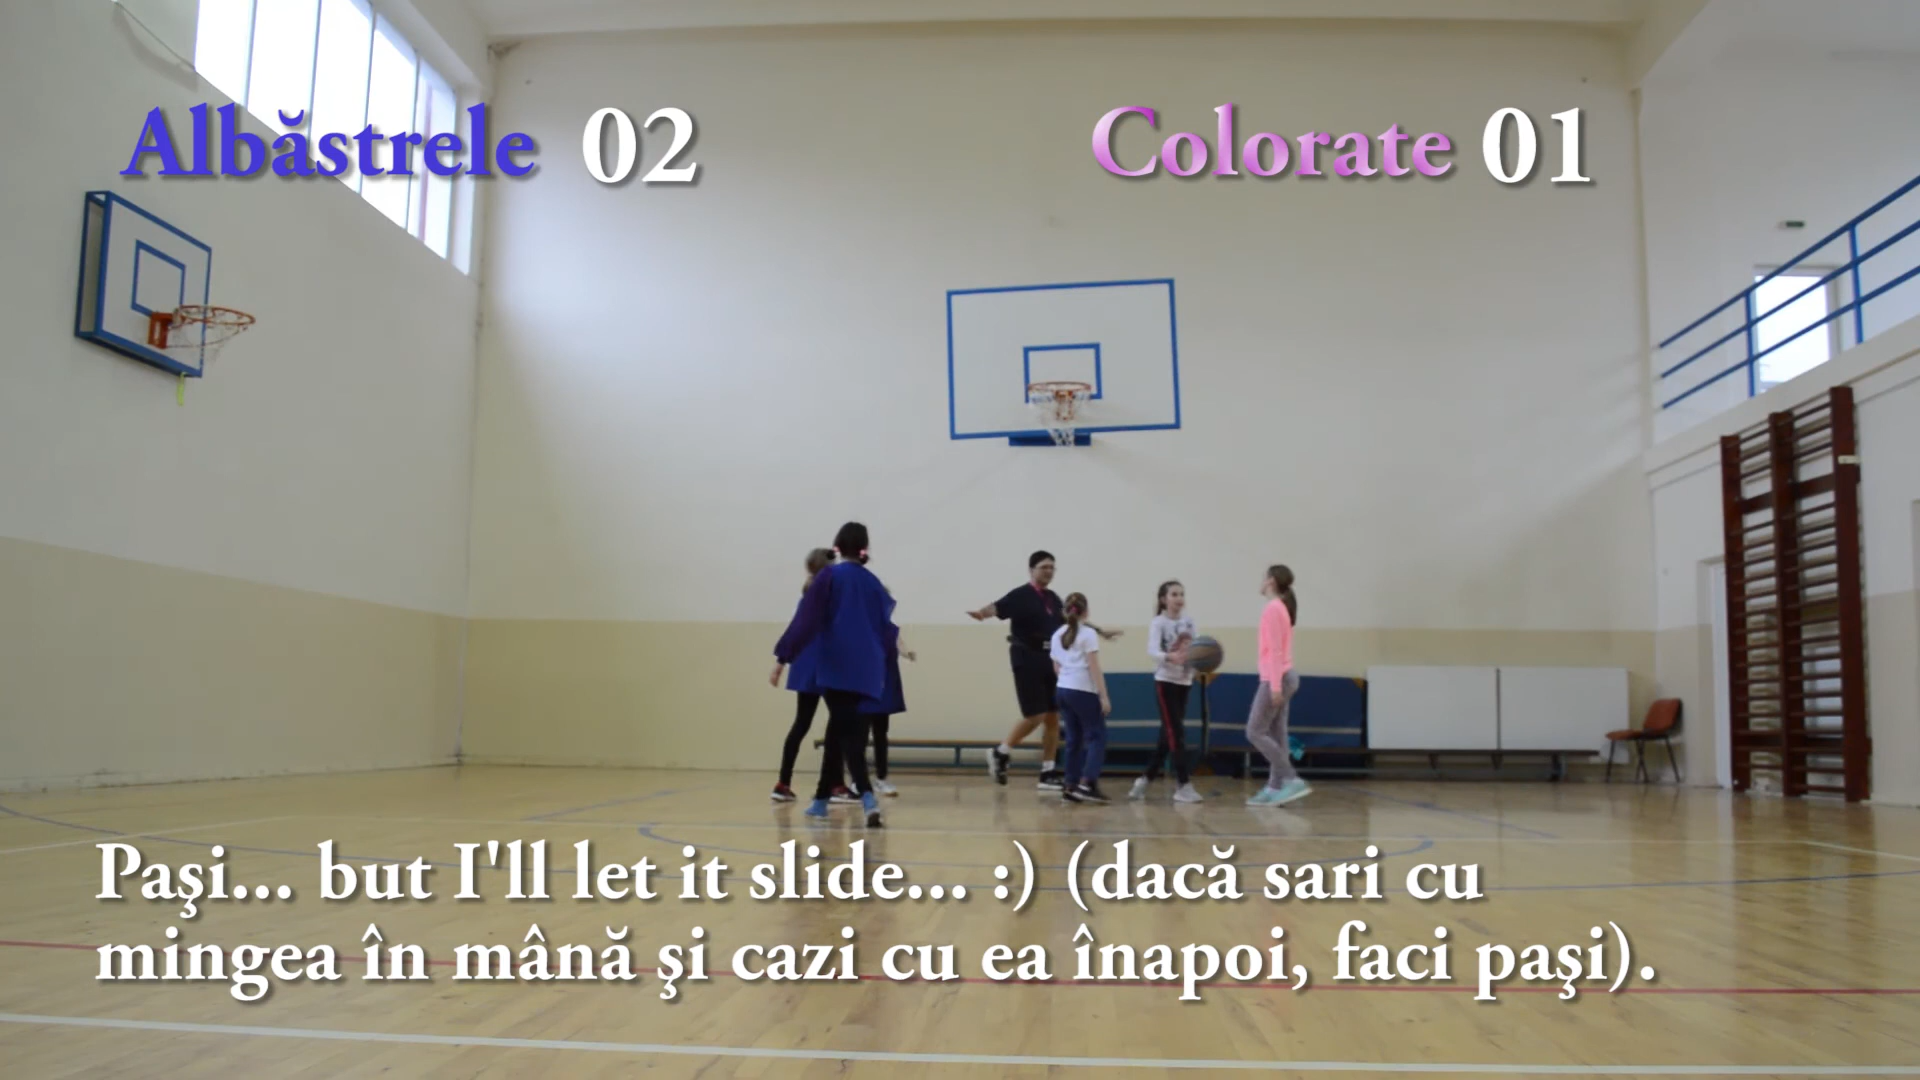 Albăstrele 02
Colorate 01
Paşi... but I'll let it slide... :) (dacă sari cu
mingea în mână şi cazi cu ea înapoi, faci paşi).